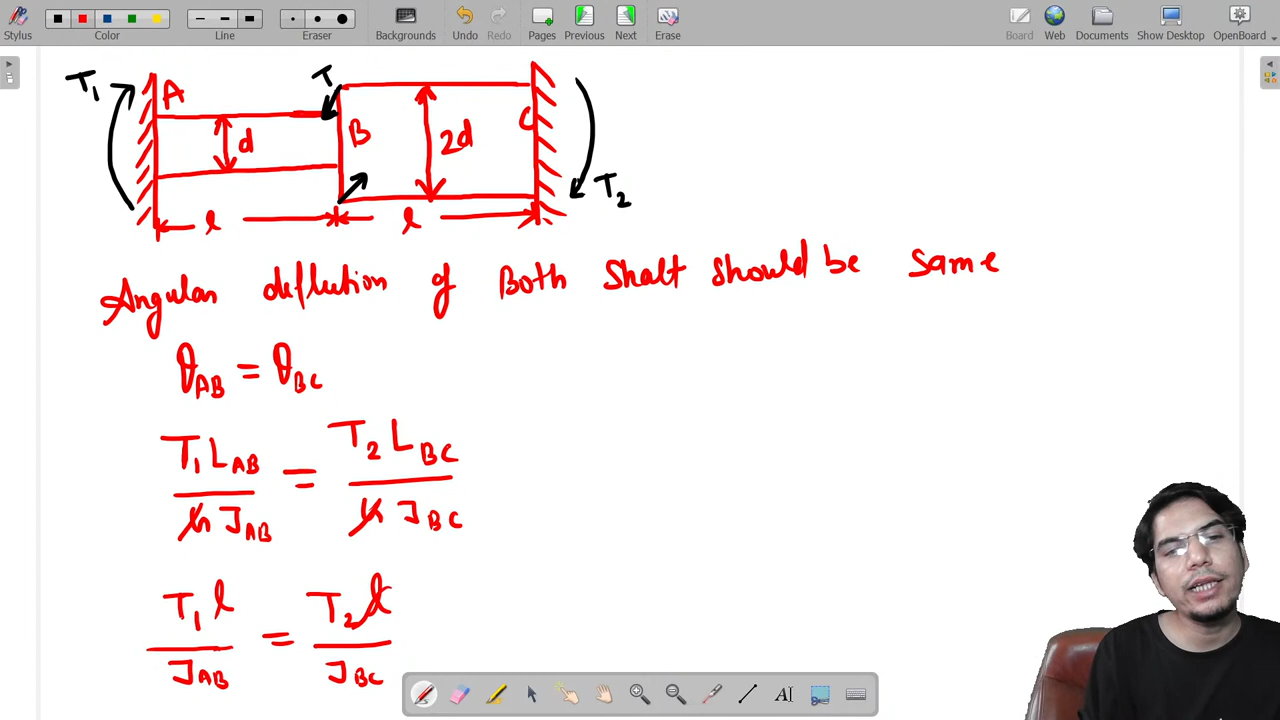 Stylus
Color
Line
Eraser
Backgrounds
Undo
Redo
Pages
Previous
Next
Erase
Board
Web
Documents
Show Desktop
OpenBoard
T1
A
T
B
C
d
2d
T2
l
l
Angular deflection of Both Shaft should be same
θAB = θBC
T1 LAB / G JAB = T2 LBC / G JBC
T1 l / JAB = T2 l / JBC